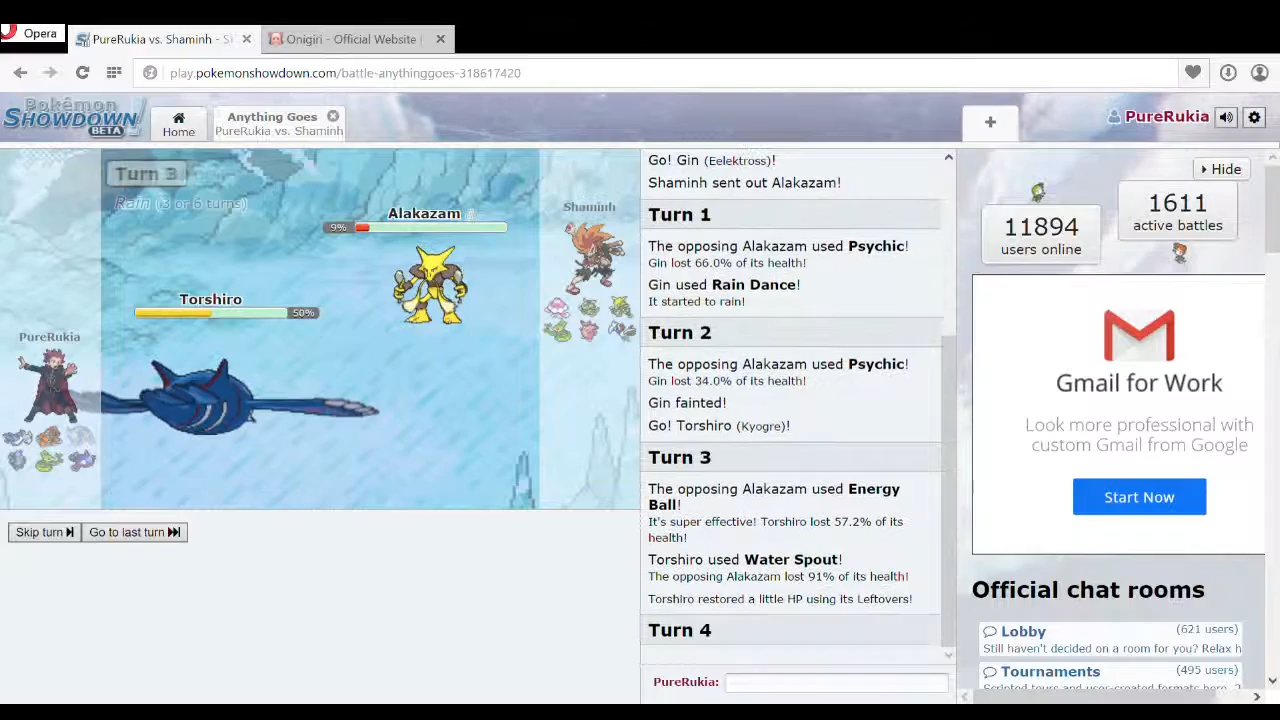 Opera
PureRukia vs. Shaminh - S
Onigiri - Official Website |
play.pokemonshowdown.com/battle-anythinggoes-318617420
Pokémon
SHOWDOWN!
BETA
Home
Anything Goes
PureRukia vs. Shaminh
PureRukia
Turn 3
Rain (3 or 6 turns)
Alakazam
9%
Torshiro
50%
Shaminh
PureRukia
Skip turn
Go to last turn
Go! Gin (Eelektross)!
Shaminh sent out Alakazam!
Turn 1
The opposing Alakazam used Psychic!
Gin lost 66.0% of its health!
Gin used Rain Dance!
It started to rain!
Turn 2
The opposing Alakazam used Psychic!
Gin lost 34.0% of its health!
Gin fainted!
Go! Torshiro (Kyogre)!
Turn 3
The opposing Alakazam used Energy
Ball!
It's super effective! Torshiro lost 57.2% of its
health!
Torshiro used Water Spout!
The opposing Alakazam lost 91% of its health!
Torshiro restored a little HP using its Leftovers!
Turn 4
PureRukia:
Hide
11894
users online
1611
active battles
Gmail for Work
Look more professional with
custom Gmail from Google
Start Now
Official chat rooms
Lobby (621 users)
Still haven't decided on a room for you? Relax h
Tournaments (495 users)
Scripted tours and user-created formats here.